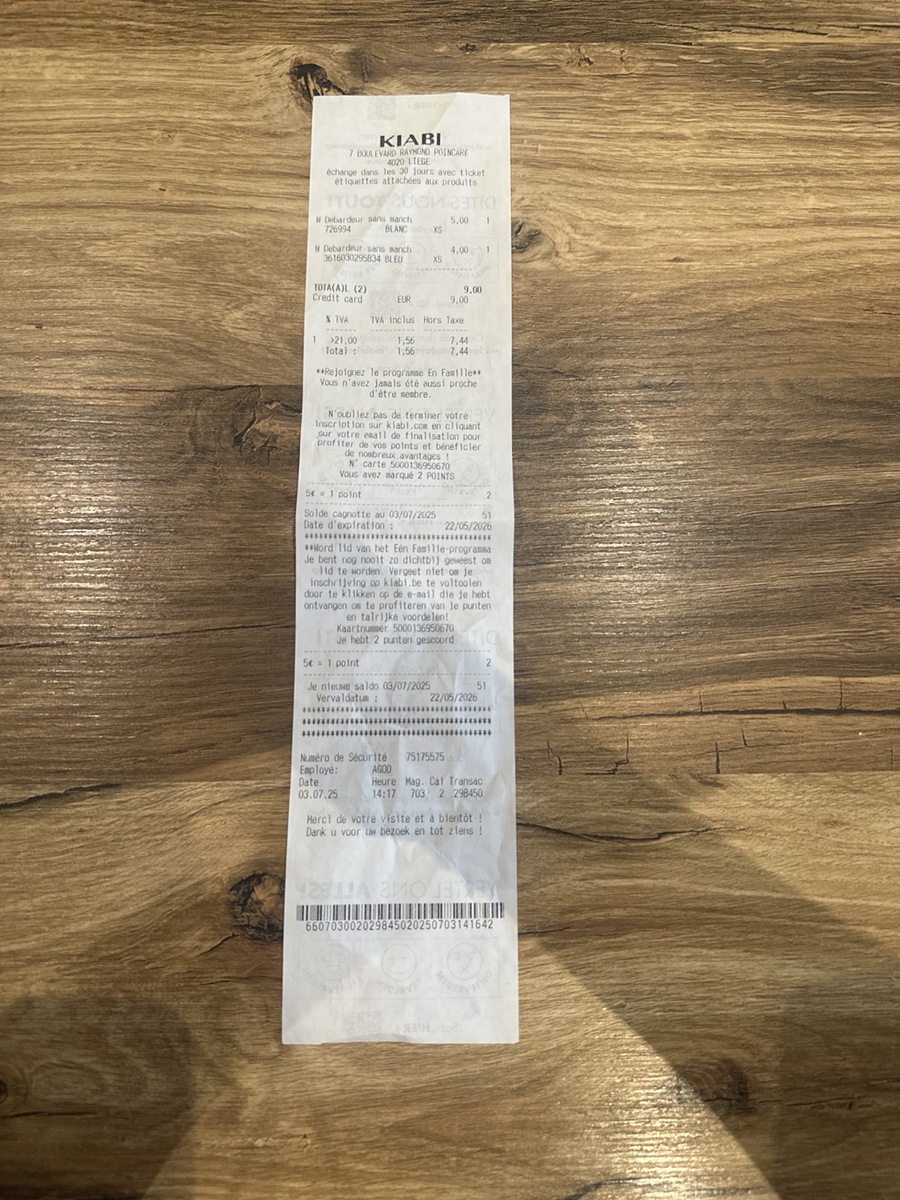 KIABI
7 BOULEVARD RAYMOND POINCARE
4020 LIEGE
échange dans les 30 jours avec ticket
étiquettes attachées aux produits
W Debardeur sans manch 5,00 1
726994 BLANC XS
W Debardeur sans manch 4,00 1
3616030295834 BLEU XS
TOTA(A)L (2) 9,00
Credit card EUR 9,00
% TVA TVA inclus Hors Taxe
1 >21,00 1,56 7,44
Total : 1,56 7,44
**Rejoignez le programme En Famille**
Vous n'avez jamais été aussi proche
d'être membre.
N'oubliez pas de terminer votre
inscription sur kiabi.com en cliquant
sur votre email de finalisation pour
profiter de vos points et bénéficier
de nombreux avantages !
N° carte 5000136950670
Vous avez marqué 2 POINTS
5€ = 1 point 2
Solde cagnotte au 03/07/2025 51
Date d'expiration : 22/05/2026
**Word lid van het Eén Familie-programma
Je bent nog nooit zo dichtbij geweest om
lid te worden. Vergeet niet om je
inschrijving op kiabi.be te voltooien
door te klikken op de e-mail die je hebt
ontvangen om te profiteren van je punten
en talrijke voordelen!
Kaartnummer 5000136950670
Je hebt 2 punten gescoord
5€ = 1 point 2
Je nieuwe saldo 03/07/2025 51
Vervaldatum : 22/05/2026
Numéro de Sécurité 75175575
Employé: AGOD
Date Heure Mag. Cai Transac
03.07.25 14:17 703 2 298450
Merci de votre visite et à bientôt !
Dank u voor uw bezoek en tot ziens !
660703002029845020250703141642